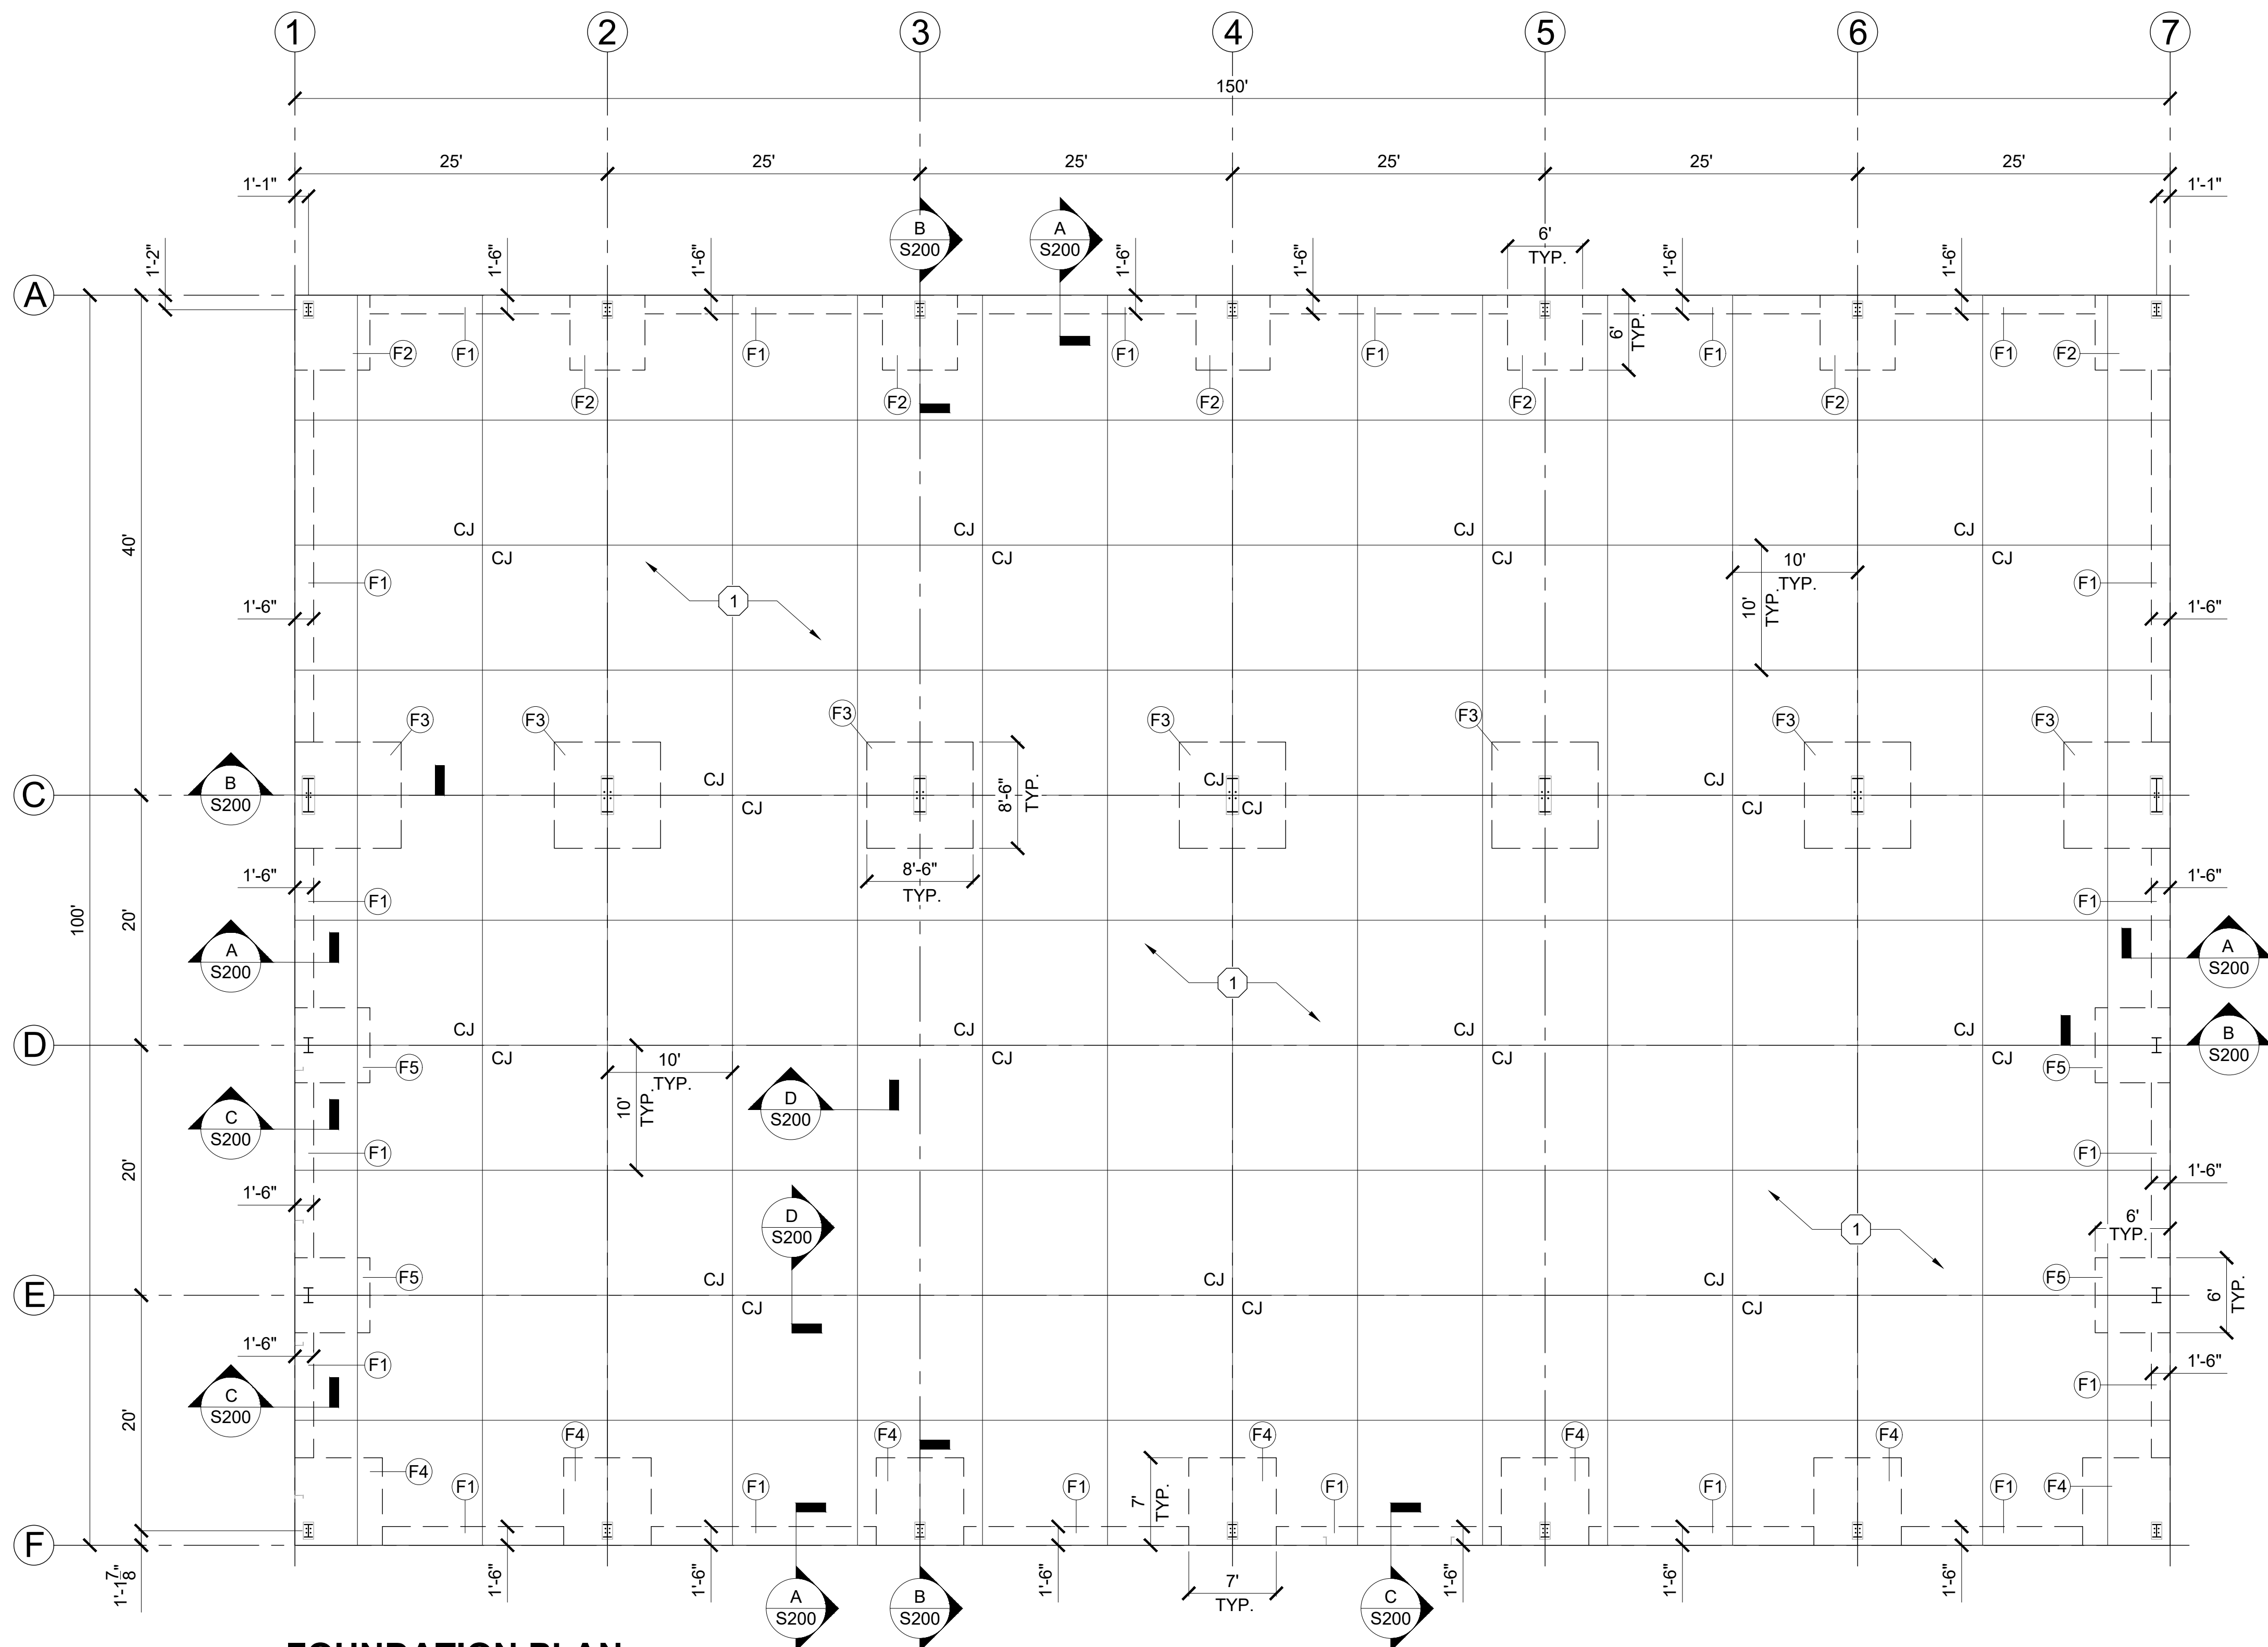 1 2 3 4 5 6 7
150'
25' 25' 25' 25' 25' 25'
1'-1" 1'-1"
B
S200
A
S200
6'
TYP.
1'-2" 1'-6" 1'-6" 1'-6" 1'-6" 1'-6" 1'-6"
A
6'
TYP.
F2 F1 F1 F1 F1 F1 F1 F2
F2 F2 F2 F2 F2
CJ CJ CJ CJ
40'
CJ CJ CJ CJ
10'
TYP.
F1 F1
1
10'
TYP.
1'-6" 1'-6"
F3 F3 F3 F3 F3 F3 F3
B
S200
C
CJ CJ CJ
CJ CJ CJ
8'-6"
TYP.
8'-6"
TYP.
1'-6" 1'-6"
F1 F1
100'
20'
A
S200
A
S200
1
CJ CJ CJ CJ
D
B
S200
CJ CJ CJ CJ
F5 F5
10'
TYP.
10'
TYP.
D
S200
C
S200
F1 F1
20'
1'-6" 1'-6"
D
S200
1
6'
TYP.
E
CJ CJ CJ
CJ CJ CJ
F5 F5
6'
TYP.
1'-6" 1'-6"
F1 F1
C
S200
20'
F4 F4 F4 F4 F4
F4 F1 F1 F1 F1 F1 F1 F4
7'
TYP.
F
1'-1 7/8" 1'-6" 1'-6" 1'-6" 1'-6" 1'-6" 1'-6"
7'
TYP.
A
S200
B
S200
C
S200
FOUNDATION PLAN